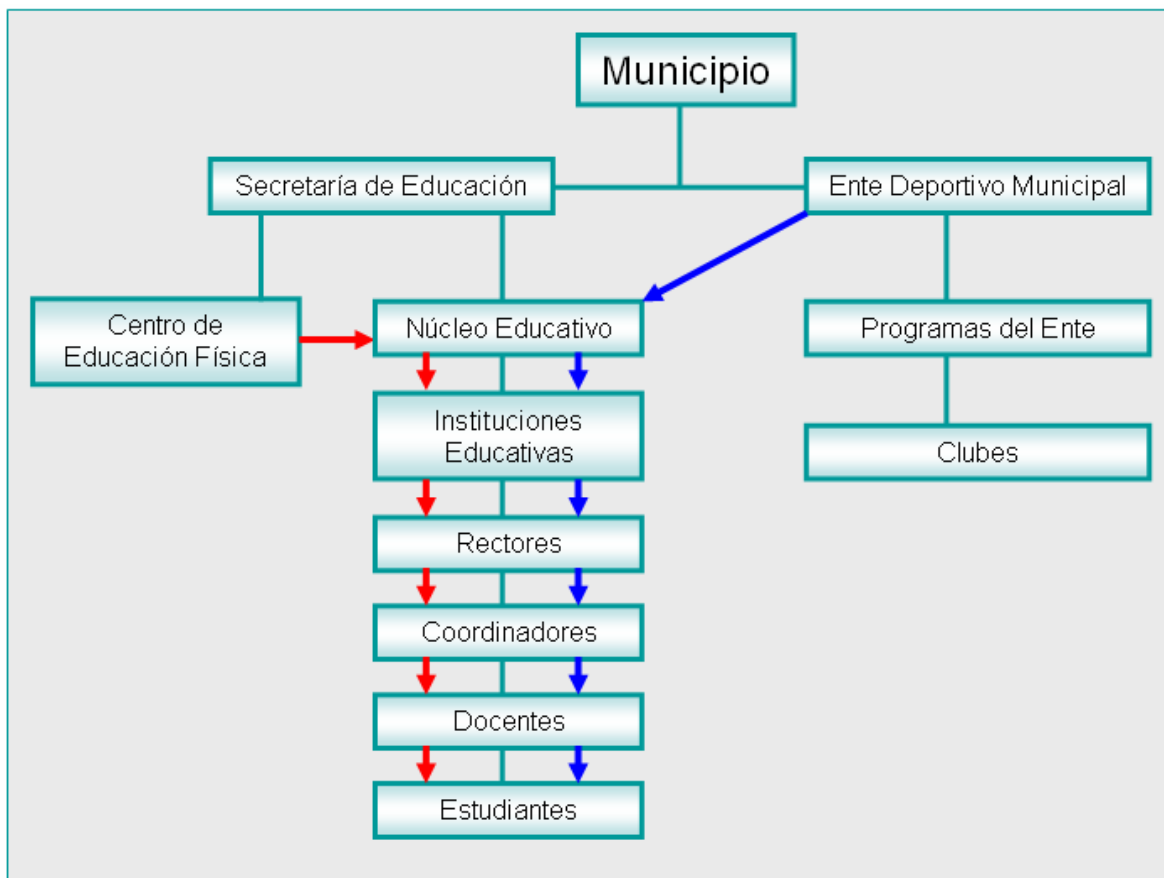 Municipio
Secretaría de Educación
Ente Deportivo Municipal
Centro de
Educación Física
Núcleo Educativo
Programas del Ente
Instituciones
Educativas
Clubes
Rectores
Coordinadores
Docentes
Estudiantes